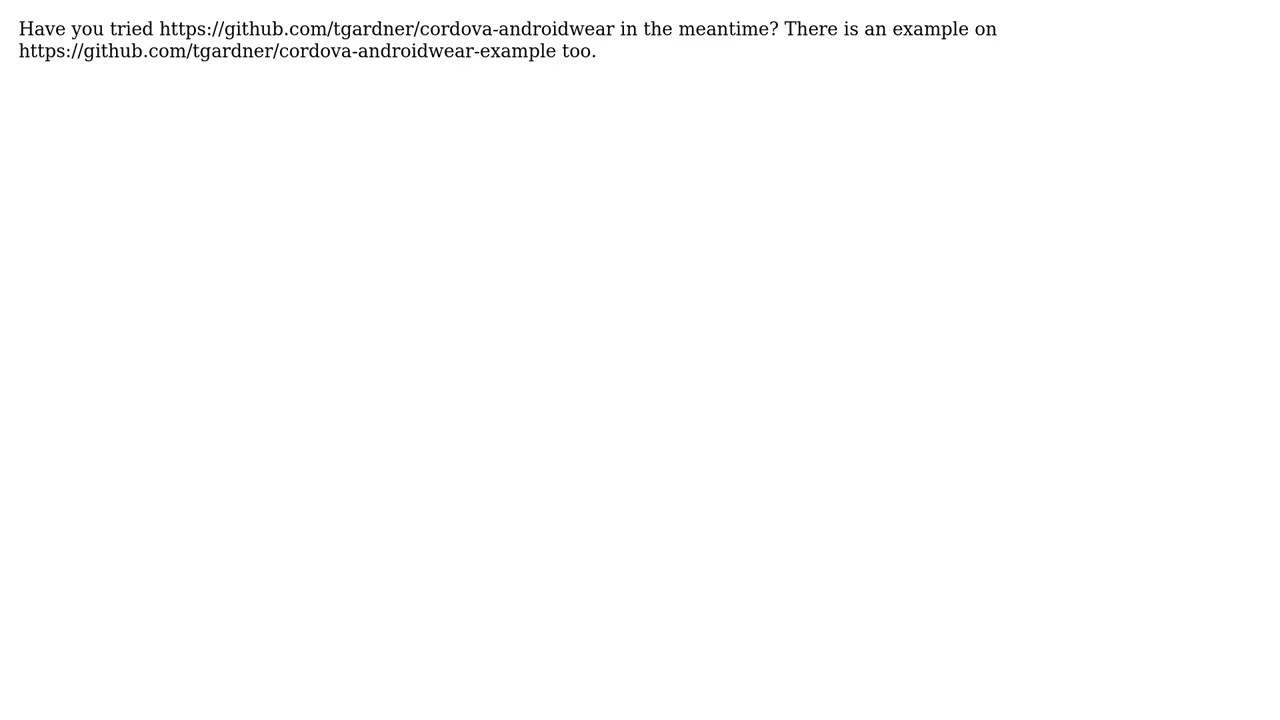 Have you tried https://github.com/tgardner/cordova-androidwear in the meantime? There is an example on
https://github.com/tgardner/cordova-androidwear-example too.